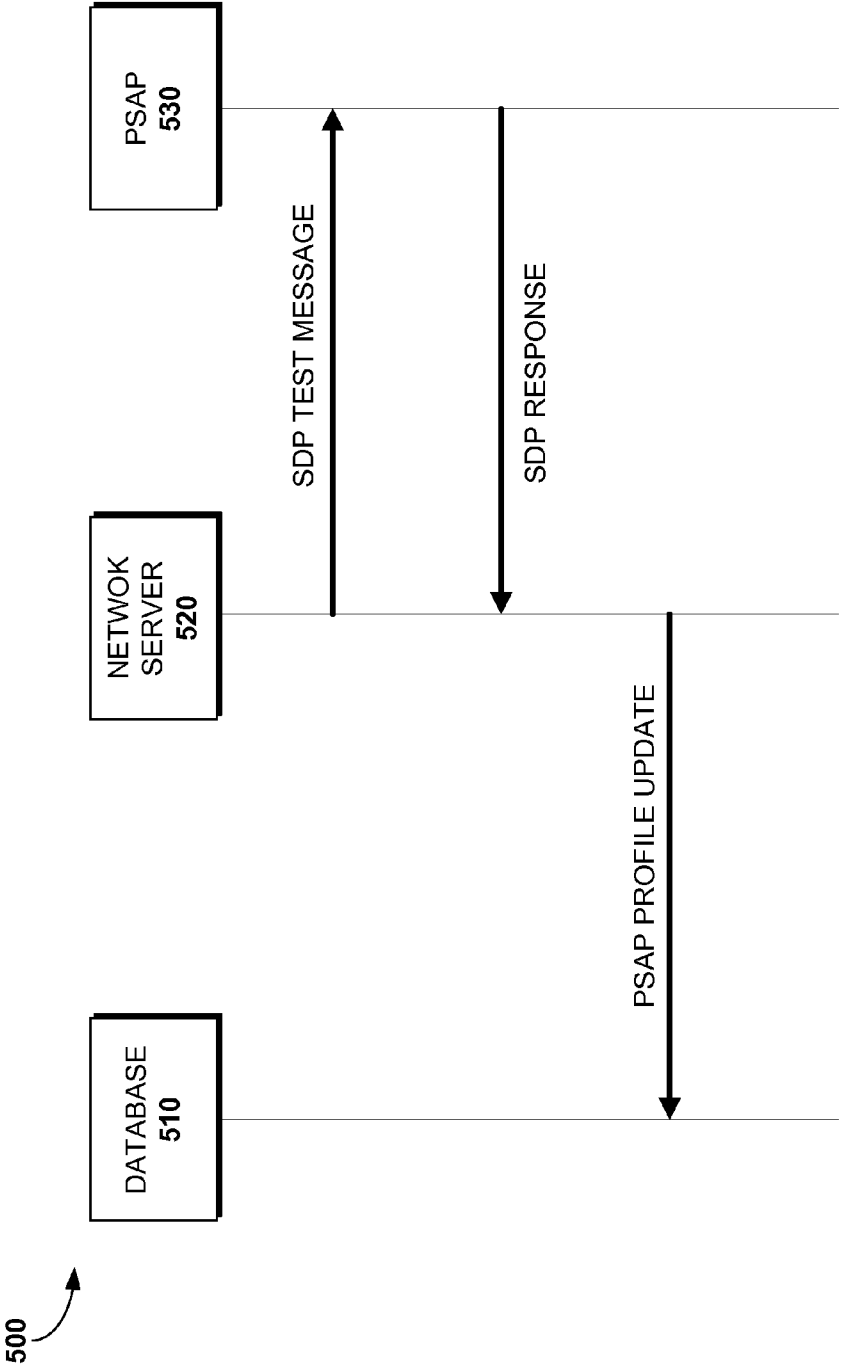 500
DATABASE
510
NETWOK
SERVER
520
PSAP
530
SDP TEST MESSAGE
SDP RESPONSE
PSAP PROFILE UPDATE